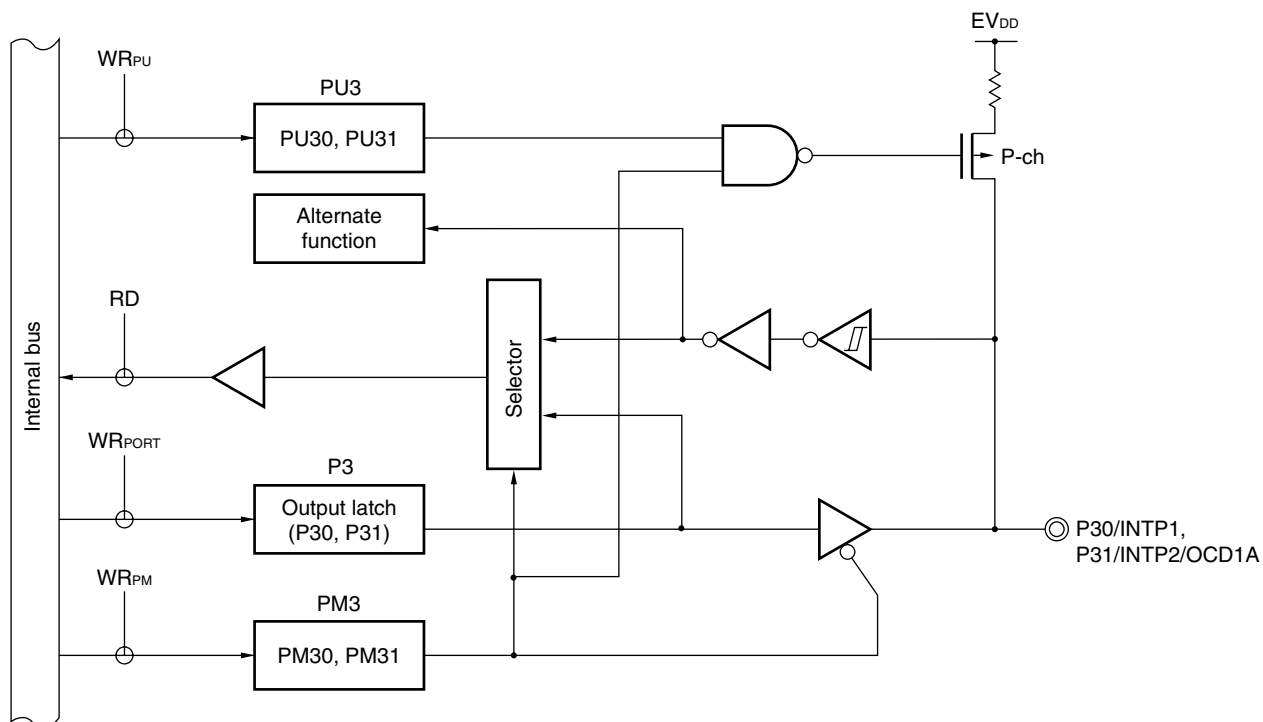 EVDD
WRPU
PU3
PU30, PU31
P-ch
Alternate
function
RD
Selector
Internal bus
WRPORT
P3
Output latch
(P30, P31)
P30/INTP1,
P31/INTP2/OCD1A
WRPM
PM3
PM30, PM31